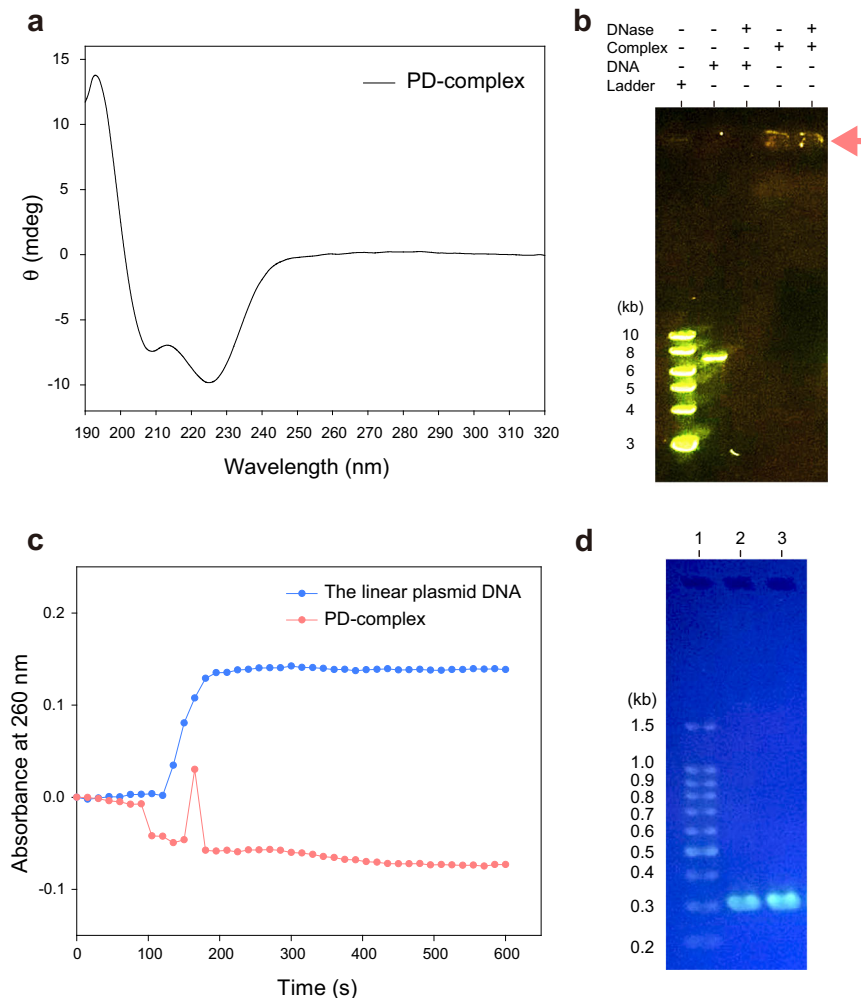 a
15
10
5
0
-5
-10
θ (mdeg)
PD-complex
190 200 210 220 230 240 250 260 270 280 290 300 310 320
Wavelength (nm)
b
DNase - - + - +
Complex - - - + +
DNA - + + - -
Ladder + - - - -
(kb)
10
8
6
5
4
3
c
0.2
0.1
0.0
-0.1
Absorbance at 260 nm
The linear plasmid DNA
PD-complex
0 100 200 300 400 500 600
Time (s)
d
1 2 3
(kb)
1.5
1.0
0.9
0.8
0.7
0.6
0.5
0.4
0.3
0.2